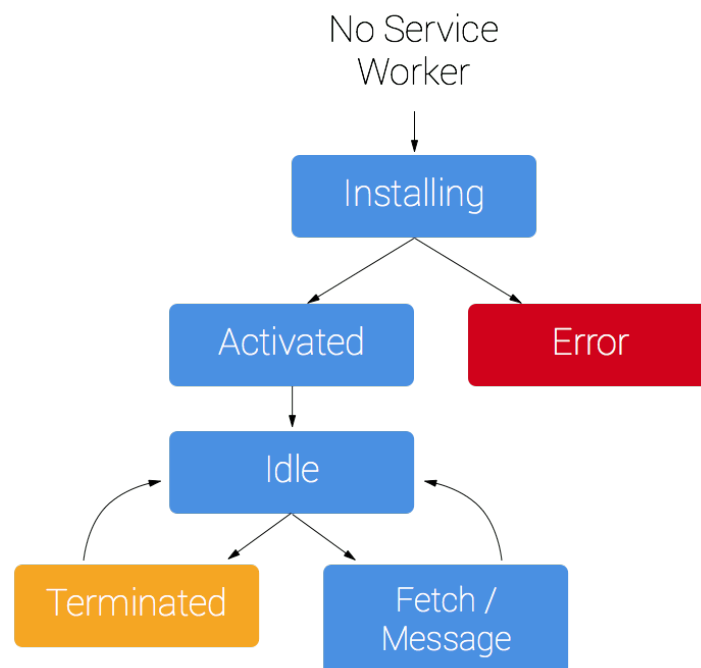 No Service
Worker
Installing
Activated
Error
Idle
Terminated
Fetch /
Message